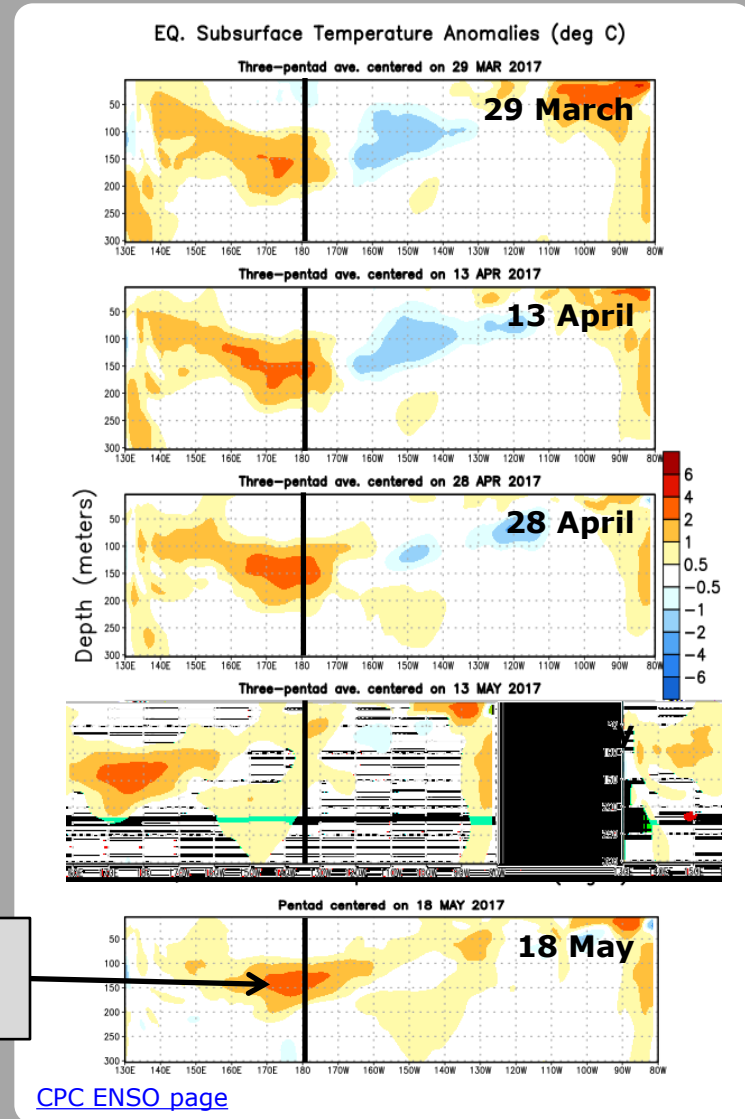 EQ. Subsurface Temperature Anomalies (deg C)
Three-pentad ave. centered on 29 MAR 2017
29 March
50
100
150
200
250
300
130E 140E 150E 160E 170E 180 170W 160W 150W 140W 130W 120W 110W 100W 90W 80W
Three-pentad ave. centered on 13 APR 2017
13 April
50
100
150
200
250
300
130E 140E 150E 160E 170E 180 170W 160W 150W 140W 130W 120W 110W 100W 90W 80W
Three-pentad ave. centered on 28 APR 2017
28 April
50
100
150
200
250
300
130E 140E 150E 160E 170E 180 170W 160W 150W 140W 130W 120W 110W 100W 90W 80W
Depth (meters)
6
4
2
1
0.5
-0.5
-1
-2
-4
-6
Three-pentad ave. centered on 13 MAY 2017
Pentad centered on 18 MAY 2017
18 May
50
100
150
200
250
300
130E 140E 150E 160E 170E 180 170W 160W 150W 140W 130W 120W 110W 100W 90W 80W
CPC ENSO page